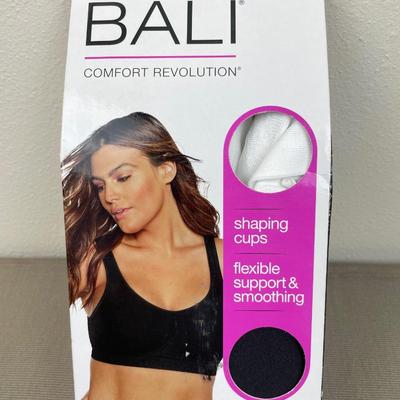 BALI®
COMFORT REVOLUTION®
shaping
cups
flexible
support &
smoothing